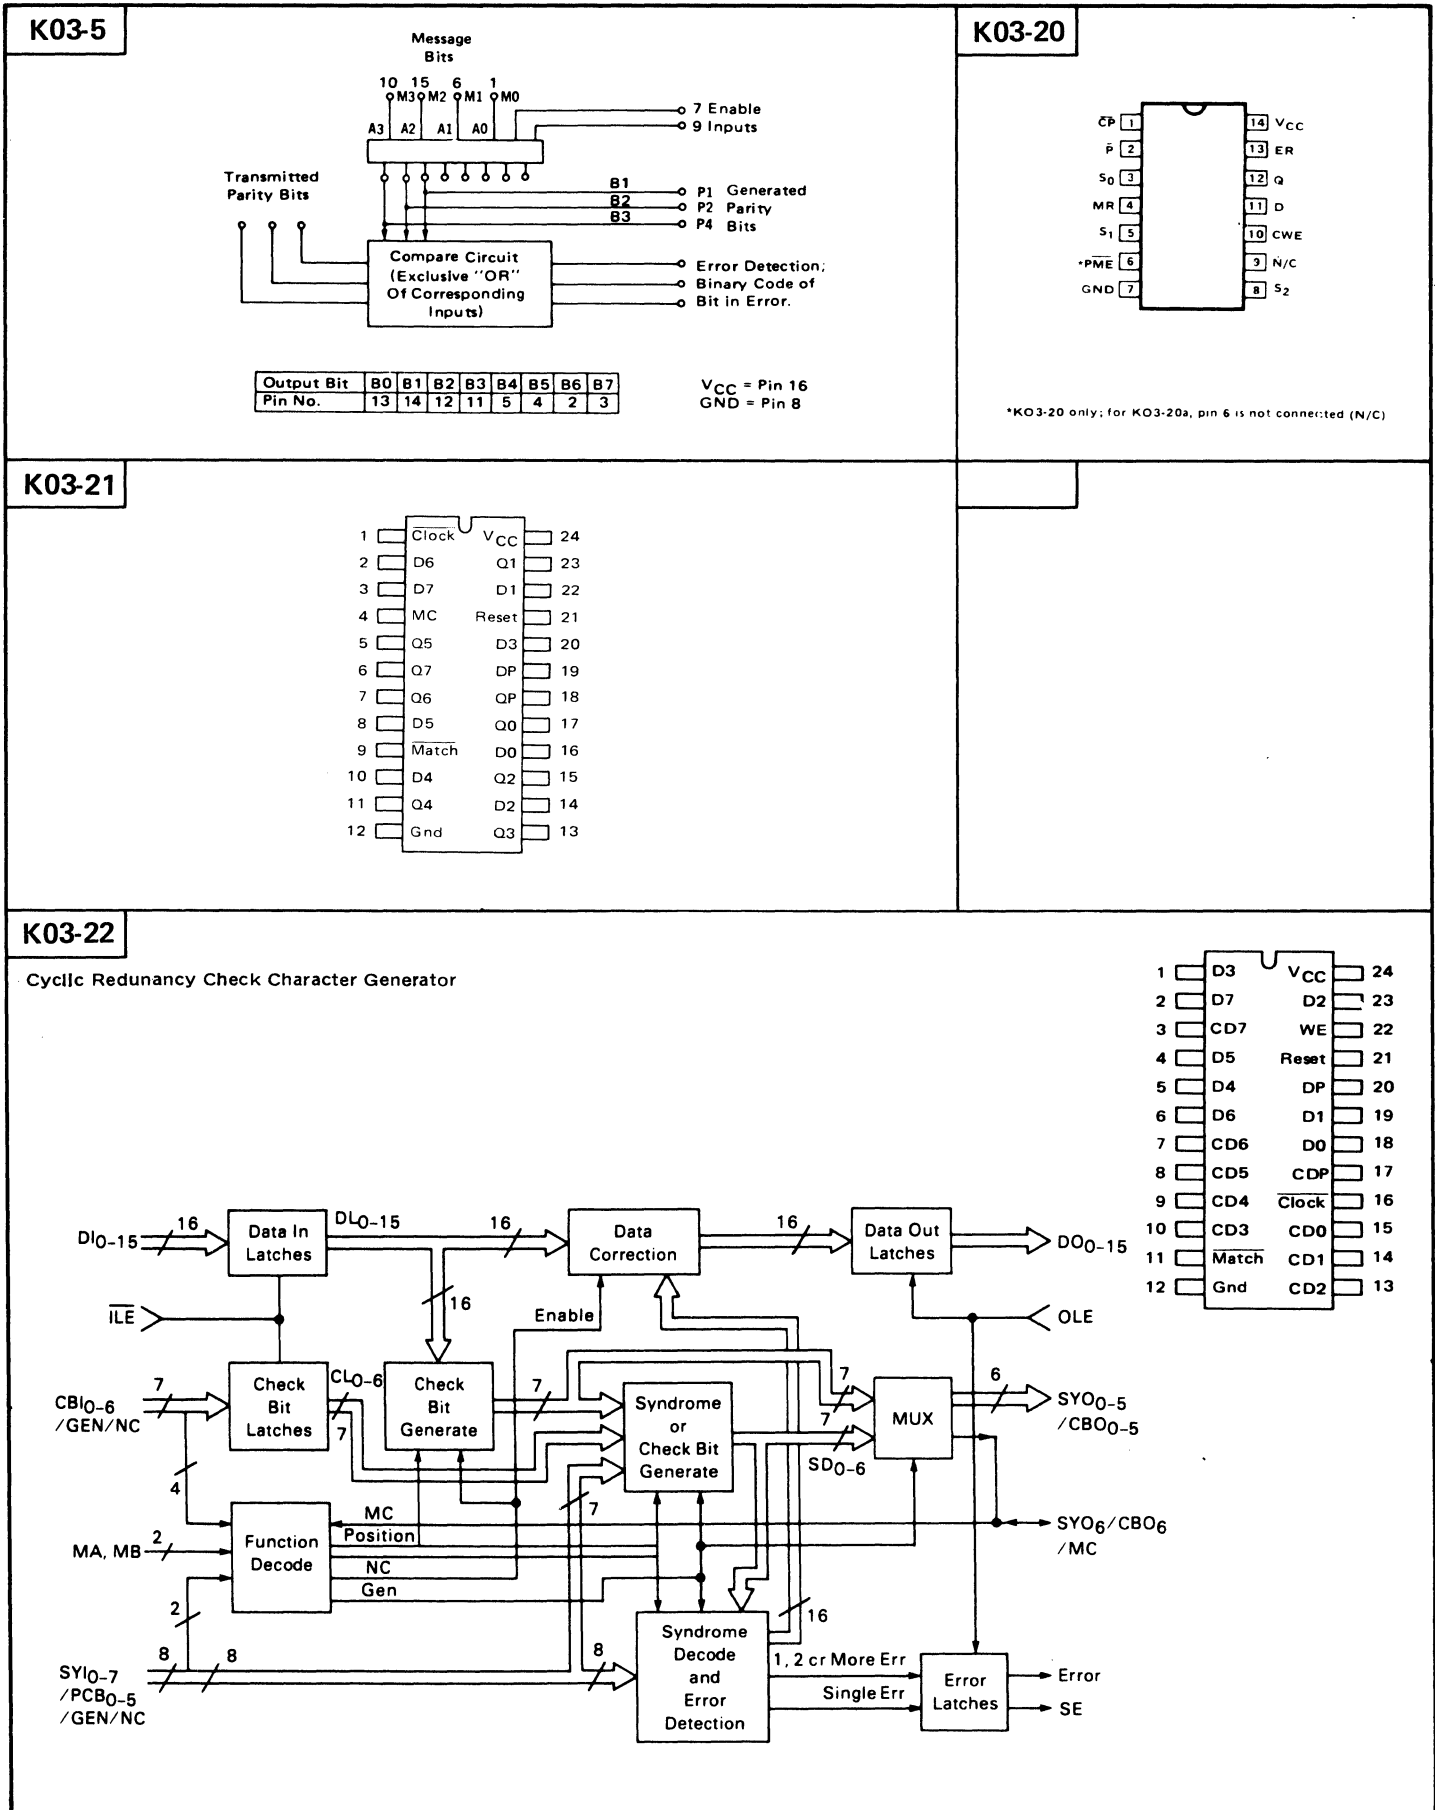 K03-5
Message
Bits
10 15 6 1
M3 M2 M1 M0
A3 A2 A1 A0
7 Enable
9 Inputs
Transmitted
Parity Bits
B1 P1 Generated
B2 P2 Parity
B3 P4 Bits
Compare Circuit
(Exclusive "OR"
Of Corresponding
Inputs)
Error Detection;
Binary Code of
Bit in Error.
Output Bit B0 B1 B2 B3 B4 B5 B6 B7
Pin No. 13 14 12 11 5 4 2 3
VCC = Pin 16
GND = Pin 8
K03-20
C̅P̅ 1 14 VCC
P̅ 2 13 ER
S0 3 12 Q
MR 4 11 D
S1 5 10 CWE
*P̅M̅E̅ 6 9 N/C
GND 7 8 S2
*KO3-20 only; for KO3-20a, pin 6 is not connected (N/C)
K03-21
1 C̅l̅o̅c̅k̅ VCC 24
2 D6 Q1 23
3 D7 D1 22
4 MC Reset 21
5 Q5 D3 20
6 Q7 DP 19
7 Q6 QP 18
8 D5 Q0 17
9 M̅a̅t̅c̅h̅ D0 16
10 D4 Q2 15
11 Q4 D2 14
12 Gnd Q3 13
K03-22
Cyclic Redunancy Check Character Generator
1 D3 VCC 24
2 D7 D2 23
3 CD7 WE 22
4 D5 Reset 21
5 D4 DP 20
6 D6 D1 19
7 CD6 D0 18
8 CD5 CDP 17
9 CD4 C̅l̅o̅c̅k̅ 16
10 CD3 CD0 15
11 M̅a̅t̅c̅h̅ CD1 14
12 Gnd CD2 13
DI0-15
16
Data In
Latches
DL0-15
16
Data
Correction
16
Data Out
Latches
DO0-15
I̅L̅E̅
16
Enable
OLE
CBI0-6
/GEN/NC
7
Check
Bit
Latches
CL0-6
7
Check
Bit
Generate
7
Syndrome
or
Check Bit
Generate
7
7
SD0-6
MUX
6
SYO0-5
/CBO0-5
4
7
MA, MB
2
Function
Decode
MC
Position
NC
Gen
SYO6/CBO6
/MC
2
16
SYI0-7
/PCB0-5
/GEN/NC
8
8
8
Syndrome
Decode
and
Error
Detection
1, 2 cr More Err
Single Err
Error
Latches
Error
SE